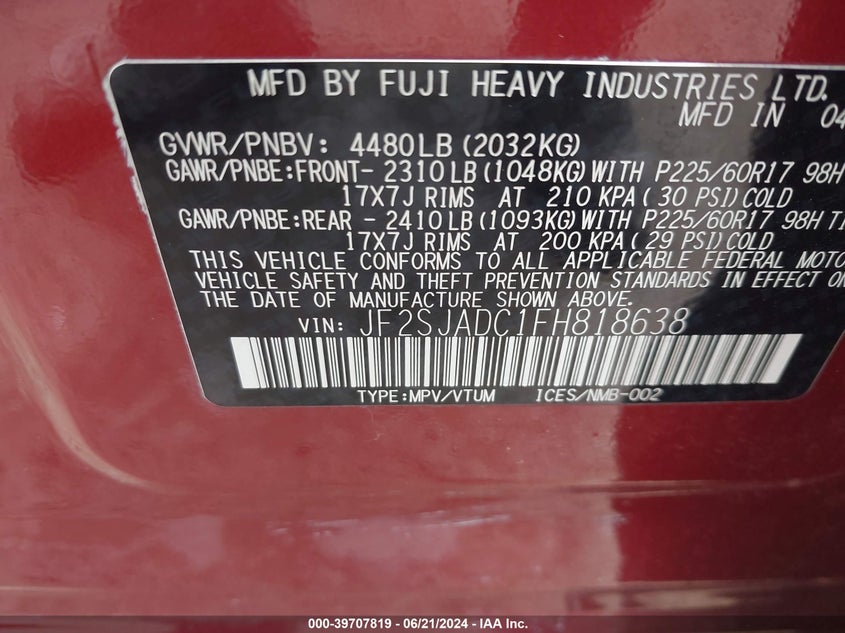 MFD BY FUJI HEAVY INDUSTRIES LTD.
MFD IN 04
GVWR/PNBV: 4480LB (2032KG)
GAWR/PNBE:FRONT- 2310LB (1048KG) WITH P225/60R17 98H
17X7J RIMS AT 210 KPA( 30 PSI) COLD
GAWR/PNBE:REAR - 2410LB (1093KG) WITH P225/60R17 98H TI
17X7J RIMS AT 200 KPA( 29 PSI) COLD
THIS VEHICLE CONFORMS TO ALL APPLICABLE FEDERAL MOTO
VEHICLE SAFETY AND THEFT PREVENTION STANDARDS IN EFFECT ON
THE DATE OF MANUFACTURE SHOWN ABOVE.
VIN: JF2SJADC1FH818638
TYPE:MPV/VTUM ICES/NMB-002
000-39707819 - 06/21/2024 - IAA Inc.